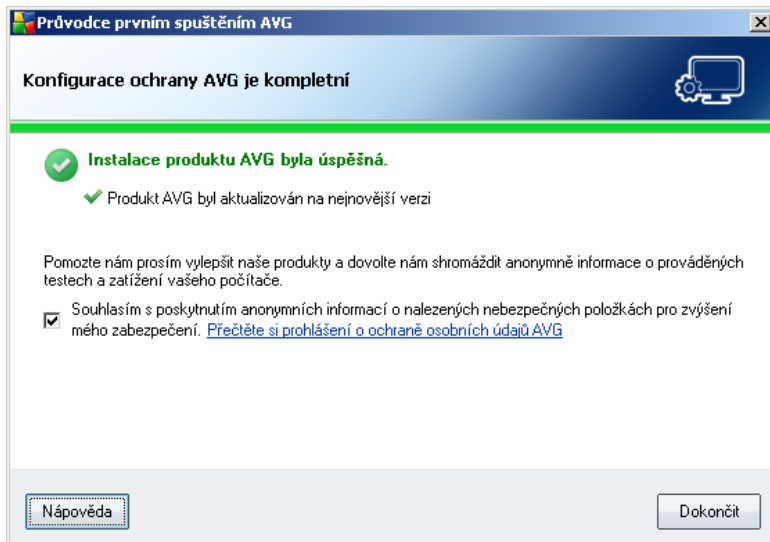 Průvodce prvním spuštěním AVG
Konfigurace ochrany AVG je kompletní
Instalace produktu AVG byla úspěšná.
Produkt AVG byl aktualizován na nejnovější verzi
Pomozte nám prosím vylepšit naše produkty a dovolte nám shromáždit anonymně informace o prováděných
testech a zatížení vašeho počítače.
Souhlasím s poskytnutím anonymních informací o nalezených nebezpečných položkách pro zvýšení
mého zabezpečení. Přečtěte si prohlášení o ochraně osobních údajů AVG
Nápověda
Dokončit